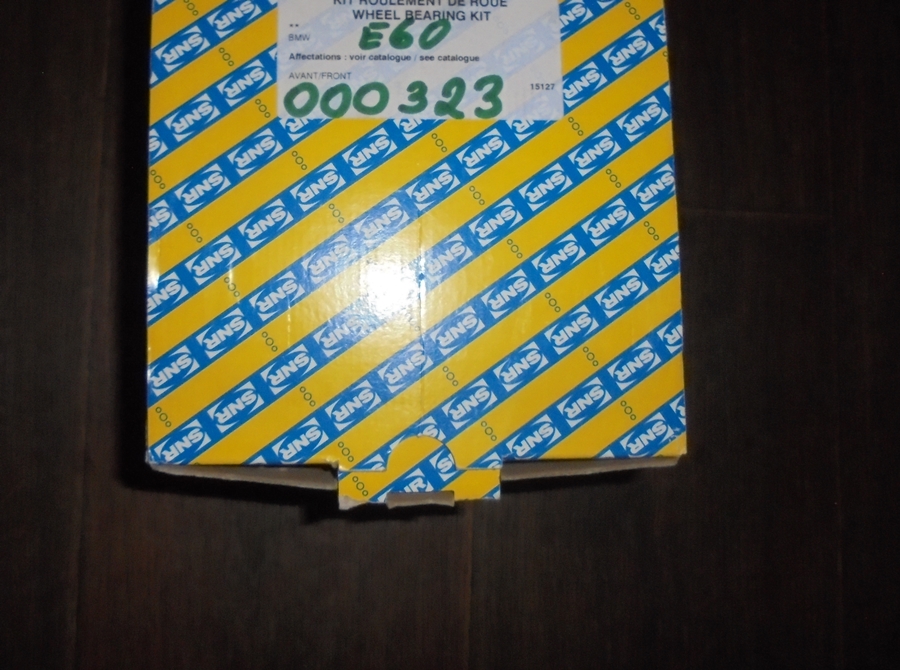 KIT ROULEMENT DE ROUE
WHEEL BEARING KIT
**
BMW E60
Affectations : voir catalogue / see catalogue
AVANT/FRONT
15127
000323
SNR